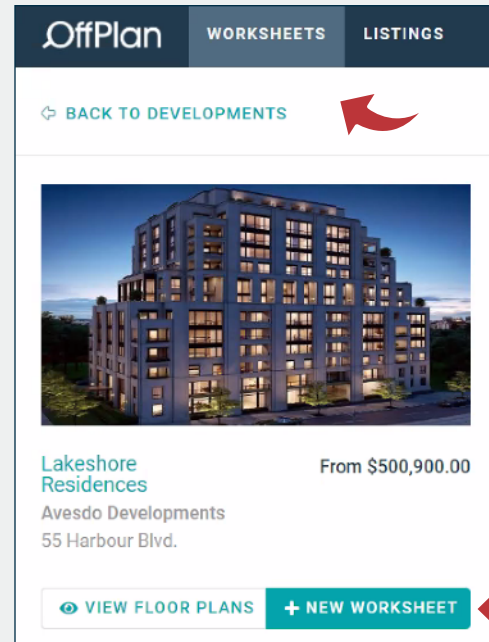 OffPlan WORKSHEETS LISTINGS
BACK TO DEVELOPMENTS
Lakeshore From $500,900.00
Residences
Avesdo Developments
55 Harbour Blvd.
VIEW FLOOR PLANS + NEW WORKSHEET